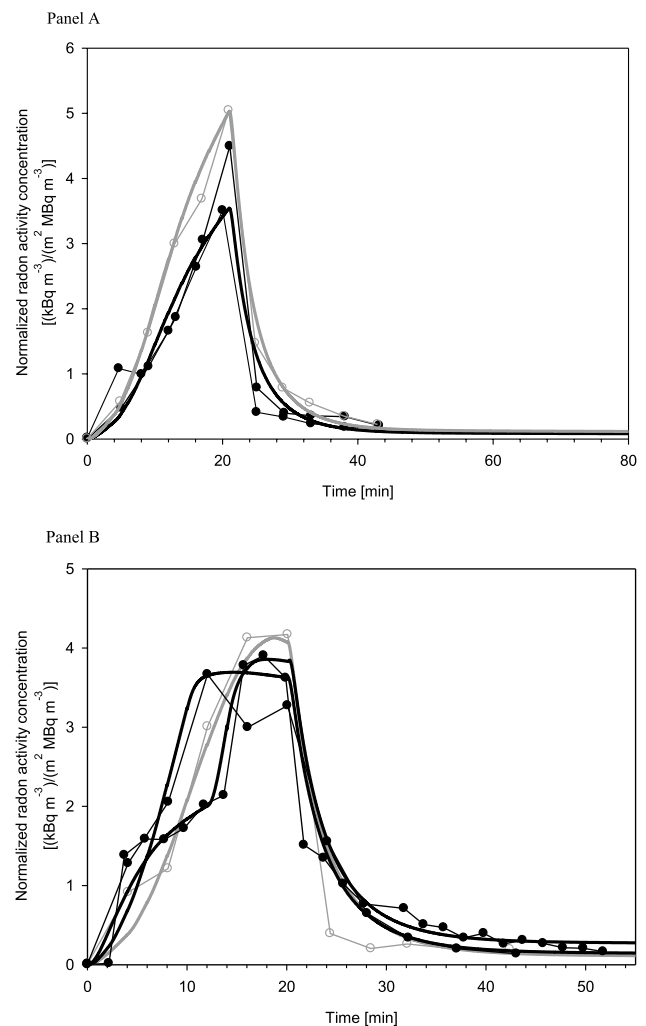 Panel A
Normalized radon activity concentration
[(kBq m⁻³)/(m² MBq m⁻³)]
6
5
4
3
2
1
0
0 20 40 60 80
Time [min]
Panel B
Normalized radon activity concentration
[(kBq m⁻³)/(m² MBq m⁻³)]
5
4
3
2
1
0
0 10 20 30 40 50
Time [min]